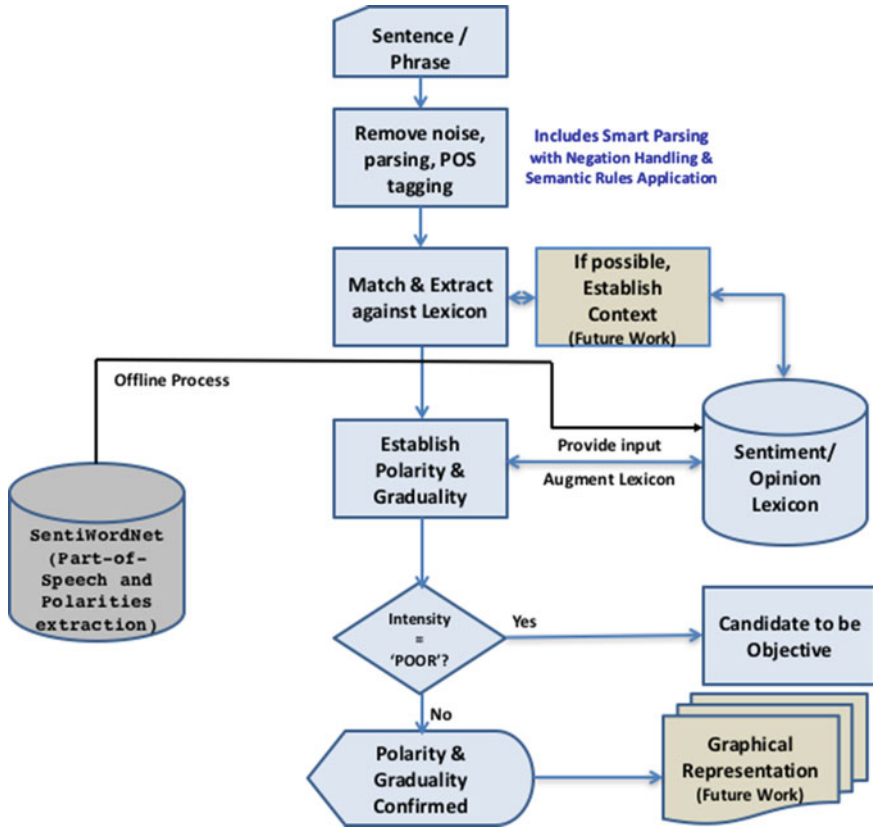 Sentence /
Phrase
Remove noise,
parsing, POS
tagging
Includes Smart Parsing
with Negation Handling &
Semantic Rules Application
Match & Extract
against Lexicon
If possible,
Establish
Context
(Future Work)
Offline Process
Establish
Polarity &
Graduality
Provide input
Augment Lexicon
Sentiment/
Opinion
Lexicon
SentiWordNet
(Part-of-
Speech and
Polarities
extraction)
Intensity
=
‘POOR’?
Yes
Candidate to be
Objective
No
Polarity &
Graduality
Confirmed
Graphical
Representation
(Future Work)